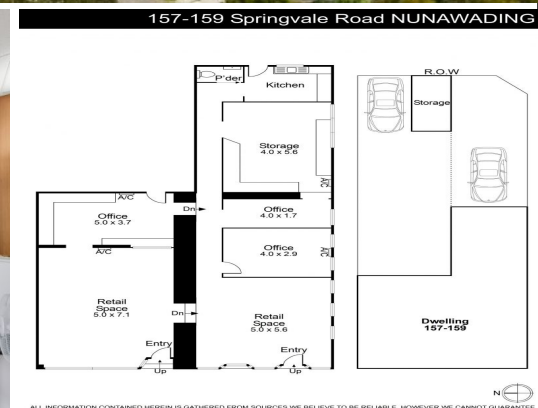 157-159 Springvale Road NUNAWADING
P'der
Kitchen
Storage
4.0 x 5.6
A/C
A/C
Office
5.0 x 3.7
A/C
Dn
Office
4.0 x 1.7
Office
4.0 x 2.9
A/C
Retail
Space
5.0 x 7.1
Dn
Retail
Space
5.0 x 5.6
Entry
Up
Entry
Up
R.O.W
Storage
Dwelling
157-159
N
ALL INFORMATION CONTAINED HEREIN IS GATHERED FROM SOURCES WE BELIEVE TO BE RELIABLE. HOWEVER WE CANNOT GUARANTEE